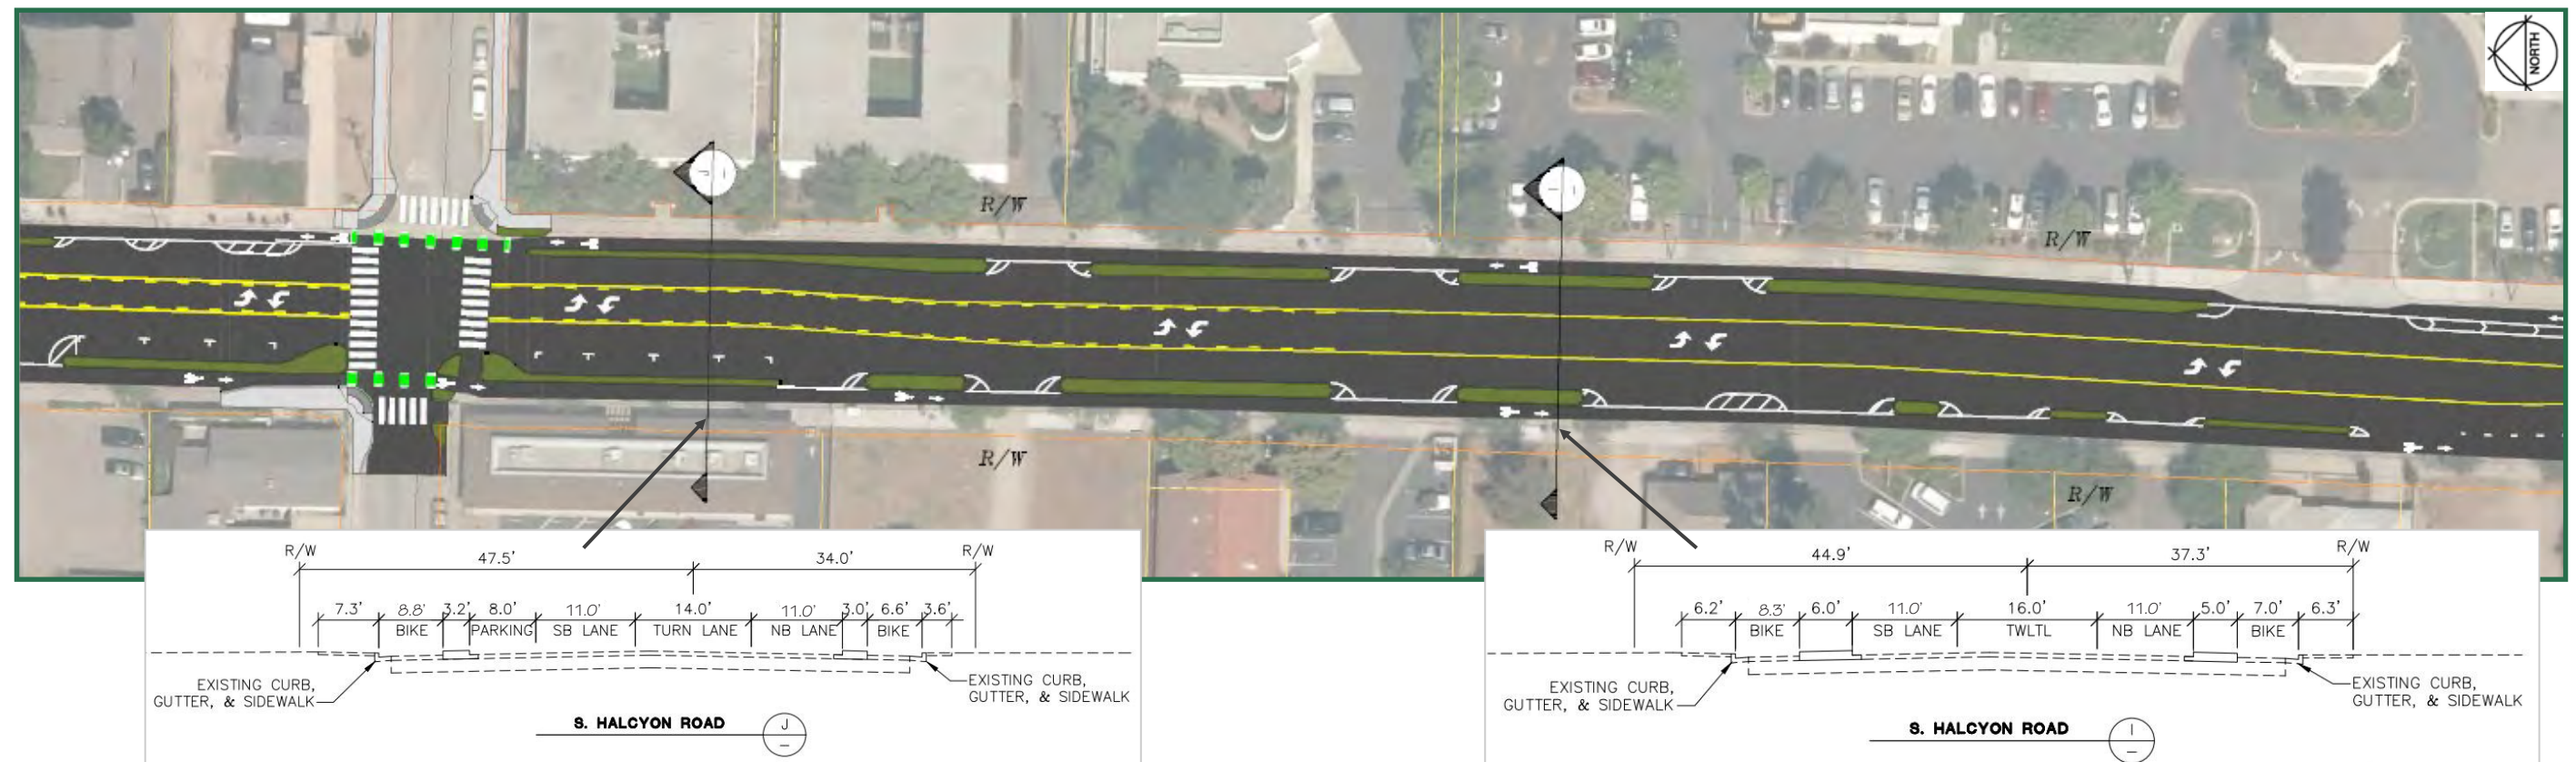 NORTH
J
I
R/W
R/W
R/W
R/W
R/W 47.5' 34.0' R/W
7.3' 8.8' 3.2' 8.0' 11.0' 14.0' 11.0' 3.0' 6.6' 3.6'
BIKE PARKING SB LANE TURN LANE NB LANE BIKE
EXISTING CURB,
GUTTER, & SIDEWALK
EXISTING CURB,
GUTTER, & SIDEWALK
S. HALCYON ROAD J
R/W 44.9' 37.3' R/W
6.2' 8.3' 6.0' 11.0' 16.0' 11.0' 5.0' 7.0' 6.3'
BIKE SB LANE TWLTL NB LANE BIKE
EXISTING CURB,
GUTTER, & SIDEWALK
EXISTING CURB,
GUTTER, & SIDEWALK
S. HALCYON ROAD I